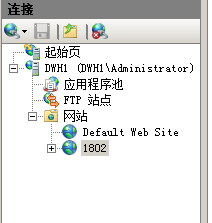 连接
起始页
DWH1 (DWH1\Administrator)
应用程序池
FTP 站点
网站
Default Web Site
1802